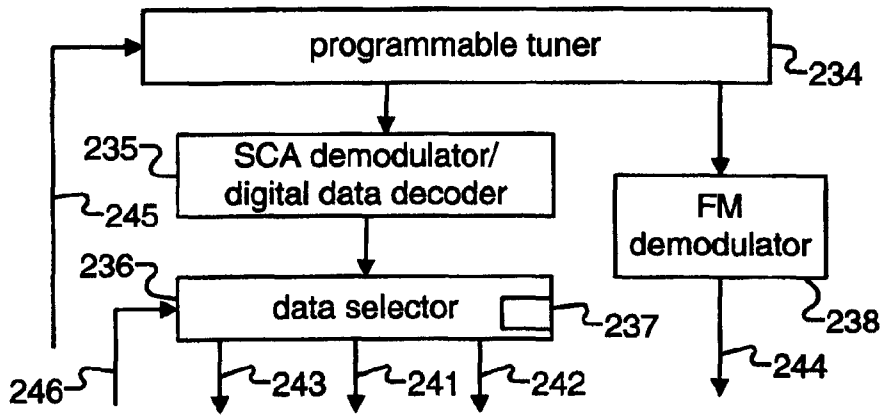 programmable tuner
234
235
SCA demodulator/
digital data decoder
245
FM
demodulator
236
data selector
237
238
246
243
241
242
244